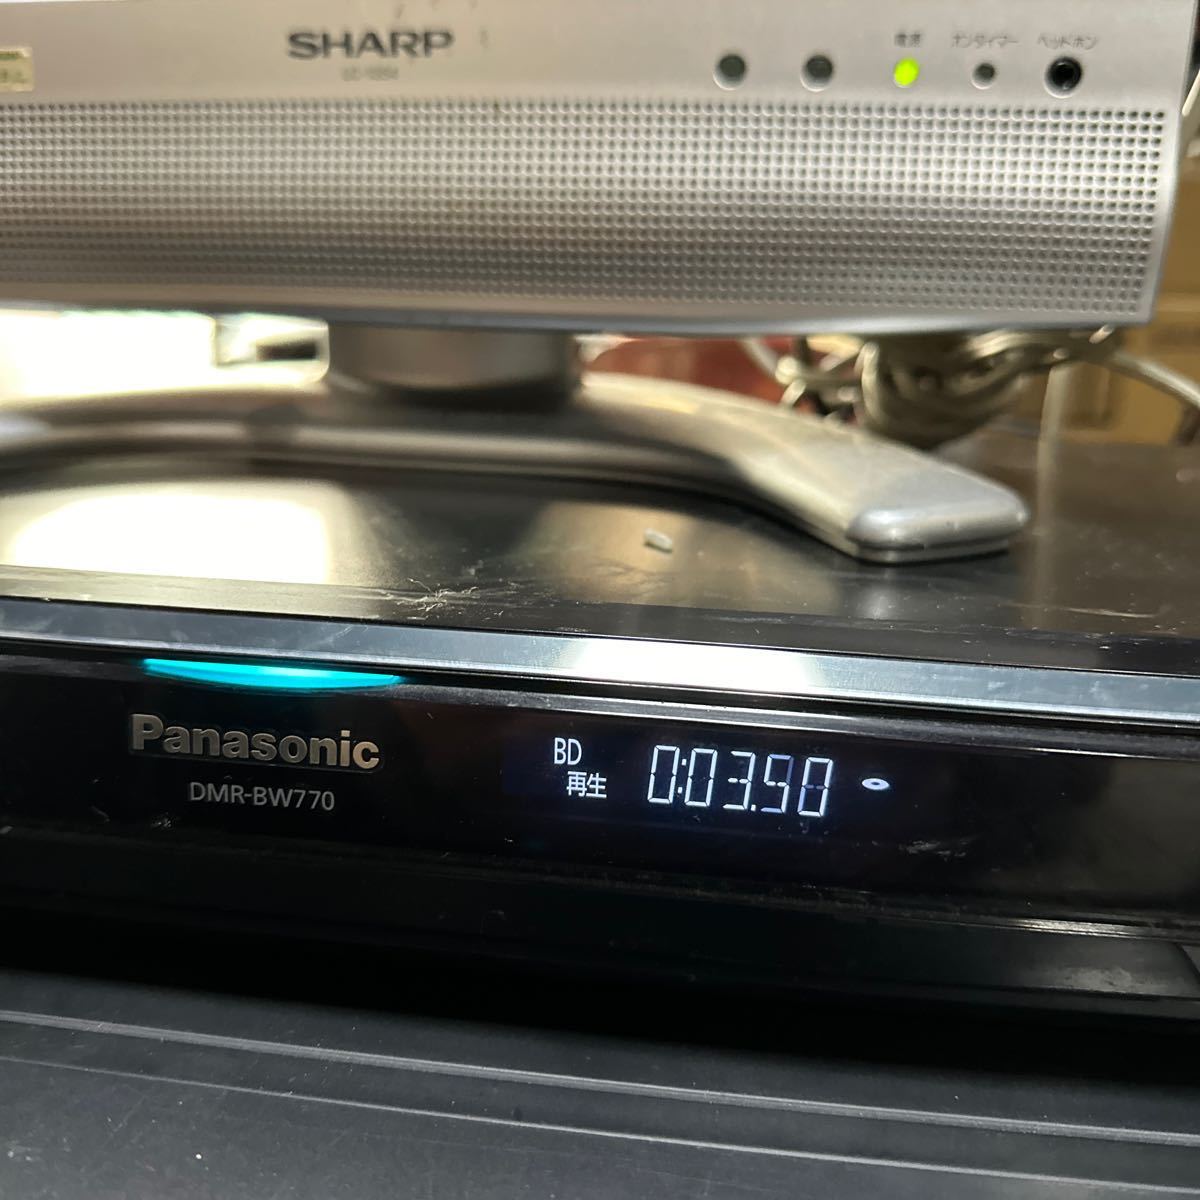 SHARP
電源 オンタイマー ヘッドホン
Panasonic
DMR-BW770
BD
再生
0:03.50